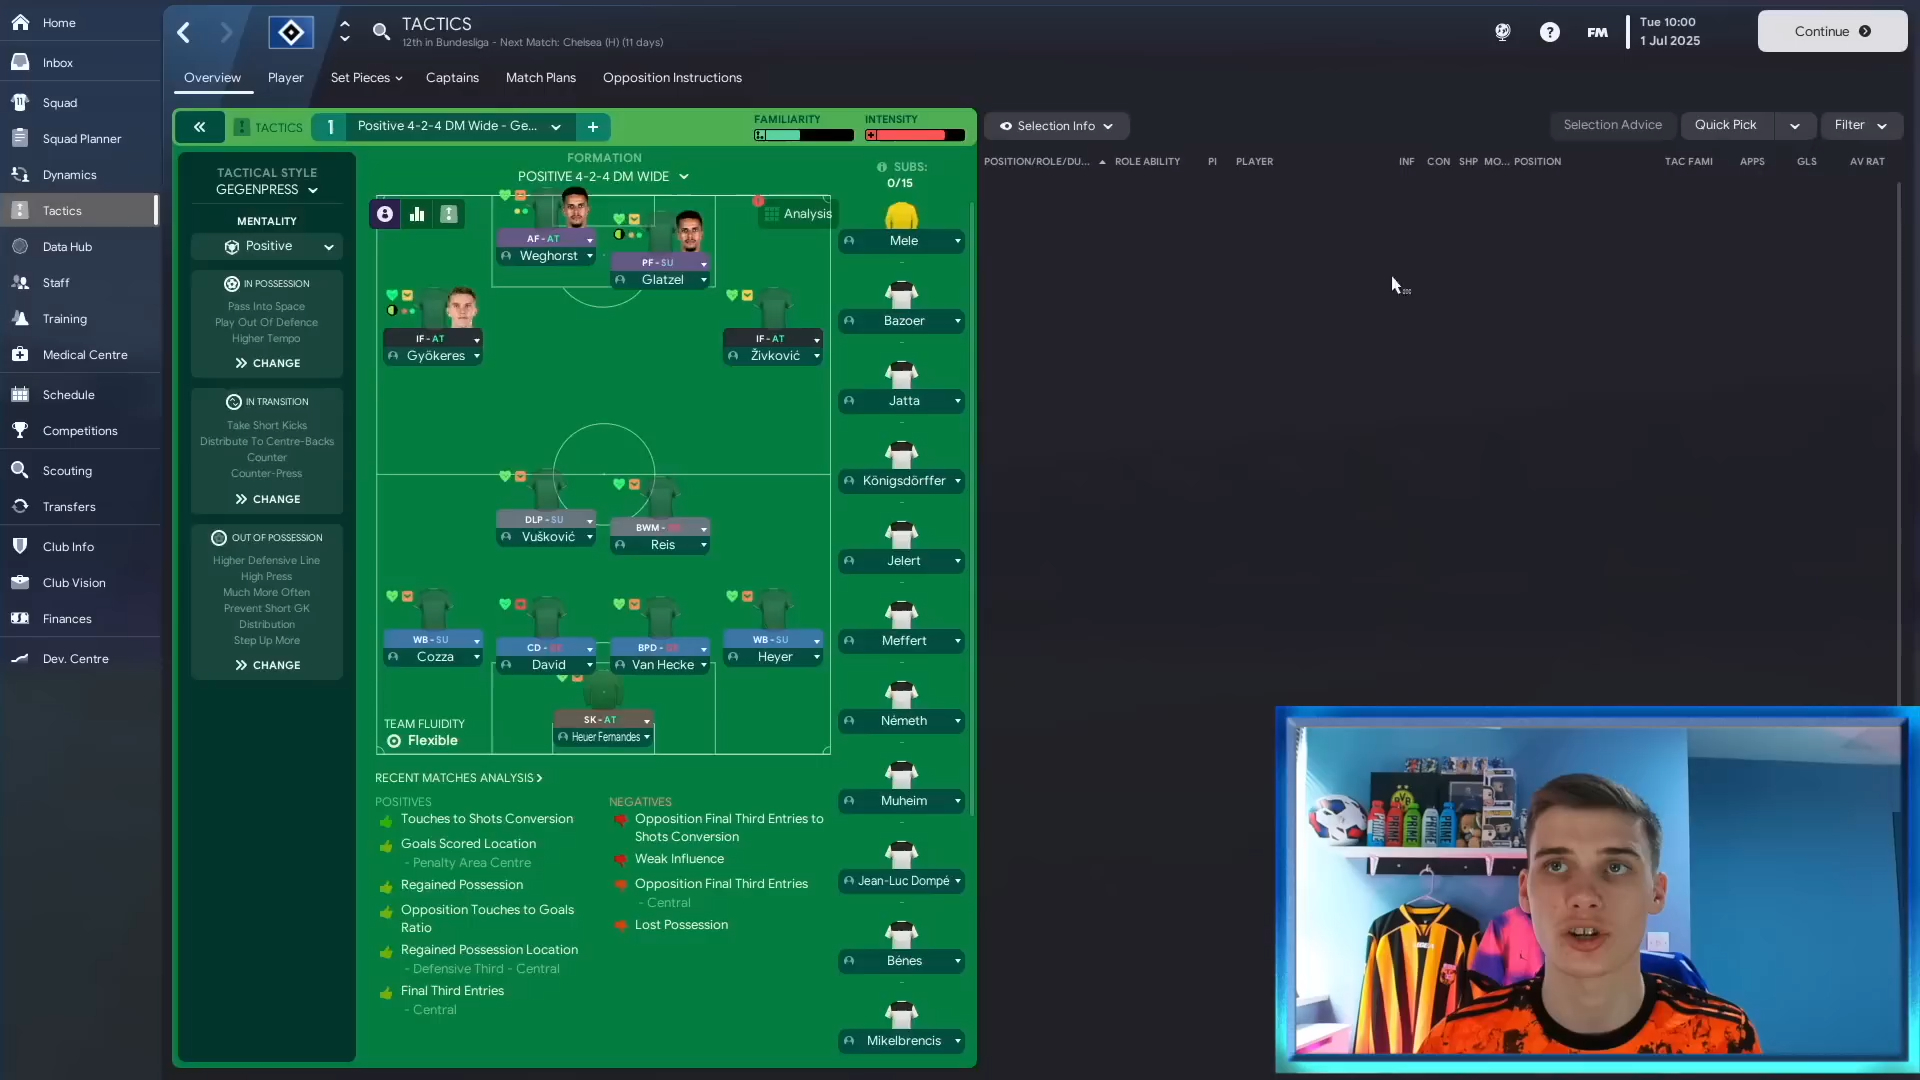 Home
Inbox
Squad
Squad Planner
Dynamics
Tactics
Data Hub
Staff
Training
Medical Centre
Schedule
Competitions
Scouting
Transfers
Club Info
Club Vision
Finances
Dev. Centre
TACTICS
12th in Bundesliga - Next Match: Chelsea (H) (11 days)
FM
Tue 10:00
1 Jul 2025
Continue
Overview
Player
Set Pieces
Captains
Match Plans
Opposition Instructions
TACTICS
1
Positive 4-2-4 DM Wide - Ge...
FAMILIARITY
INTENSITY
TACTICAL STYLE
GEGENPRESS
MENTALITY
Positive
IN POSSESSION
Pass Into Space
Play Out Of Defence
Higher Tempo
CHANGE
IN TRANSITION
Take Short Kicks
Distribute To Centre-Backs
Counter
Counter-Press
CHANGE
OUT OF POSSESSION
Higher Defensive Line
High Press
Much More Often
Prevent Short GK
Distribution
Step Up More
CHANGE
FORMATION
POSITIVE 4-2-4 DM WIDE
Analysis
AF - AT
Weghorst
PF - SU
Glatzel
IF - AT
Gyökeres
IF - AT
Živković
DLP - SU
Vušković
BWM -
Reis
WB - SU
Cozza
CD -
David
BPD -
Van Hecke
WB - SU
Heyer
SK - AT
Heuer Fernandes
TEAM FLUIDITY
Flexible
SUBS:
0/15
Mele
Bazoer
Jatta
Königsdörffer
Jelert
Meffert
Németh
Muheim
Jean-Luc Dompé
Bénes
Mikelbrencis
RECENT MATCHES ANALYSIS
POSITIVES
Touches to Shots Conversion
Goals Scored Location
- Penalty Area Centre
Regained Possession
Opposition Touches to Goals
Ratio
Regained Possession Location
- Defensive Third - Central
Final Third Entries
- Central
NEGATIVES
Opposition Final Third Entries to
Shots Conversion
Weak Influence
Opposition Final Third Entries
- Central
Lost Possession
Selection Info
Selection Advice
Quick Pick
Filter
POSITION/ROLE/DU...
ROLE ABILITY
PI
PLAYER
INF
CON
SHP
MO...
POSITION
TAC FAMI
APPS
GLS
AV RAT
PRIME
PRIME
PRIME
PRIME
PRIME